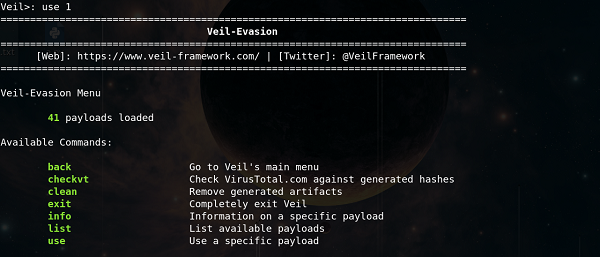 Veil>: use 1
===============================================================================
Veil-Evasion
===============================================================================
[Web]: https://www.veil-framework.com/ | [Twitter]: @VeilFramework
===============================================================================
Veil-Evasion Menu
41 payloads loaded
Available Commands:
back Go to Veil's main menu
checkvt Check VirusTotal.com against generated hashes
clean Remove generated artifacts
exit Completely exit Veil
info Information on a specific payload
list List available payloads
use Use a specific payload